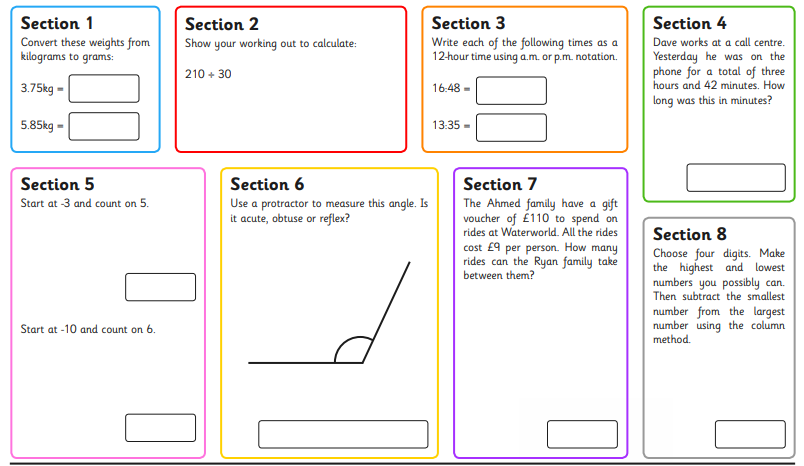 Section 1
Convert these weights from
kilograms to grams:
3.75kg =
5.85kg =
Section 2
Show your working out to calculate:
210 ÷ 30
Section 3
Write each of the following times as a
12-hour time using a.m. or p.m. notation.
16:48 =
13:35 =
Section 4
Dave works at a call centre.
Yesterday he was on the
phone for a total of three
hours and 42 minutes. How
long was this in minutes?
Section 5
Start at -3 and count on 5.
Start at -10 and count on 6.
Section 6
Use a protractor to measure this angle. Is
it acute, obtuse or reflex?
Section 7
The Ahmed family have a gift
voucher of £110 to spend on
rides at Waterworld. All the rides
cost £9 per person. How many
rides can the Ryan family take
between them?
Section 8
Choose four digits. Make
the highest and lowest
numbers you possibly can.
Then subtract the smallest
number from the largest
number using the column
method.